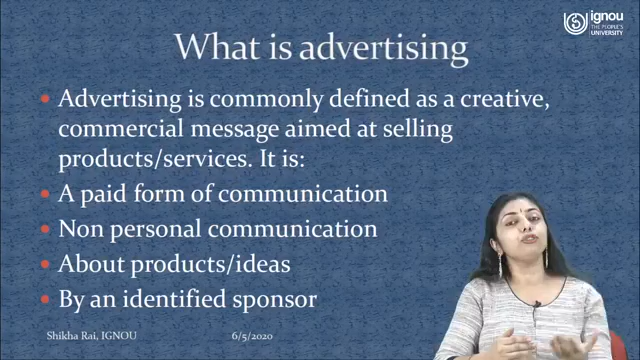 ignou
THE PEOPLE'S
UNIVERSITY
What is advertising
• Advertising is commonly defined as a creative,
commercial message aimed at selling
products/services. It is:
• A paid form of communication
• Non personal communication
• About products/ideas
• By an identified sponsor
Shikha Rai, IGNOU
6/5/2020